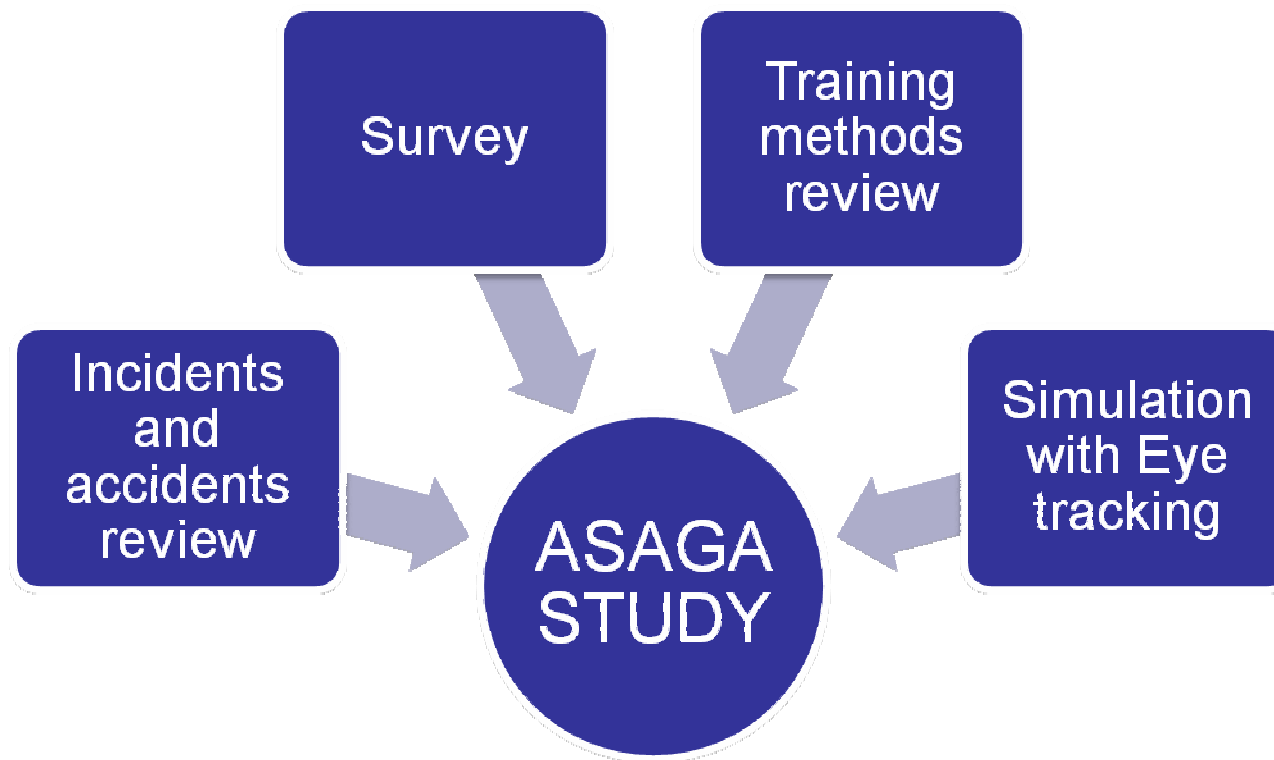 Survey
Training
methods
review
Incidents
and
accidents
review
Simulation
with Eye
tracking
ASAGA
STUDY